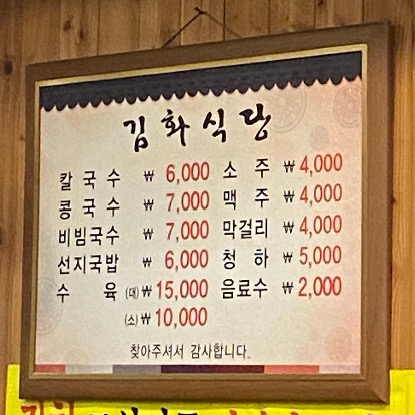 김화식당
칼국수 ₩ 6,000 소주 ₩ 4,000
콩국수 ₩ 7,000 맥주 ₩ 4,000
비빔국수 ₩ 7,000 막걸리 ₩ 4,000
선지국밥 ₩ 6,000 청하 ₩ 5,000
수육 (대) ₩ 15,000 음료수 ₩ 2,000
(소) ₩ 10,000
찾아주셔서 감사합니다.